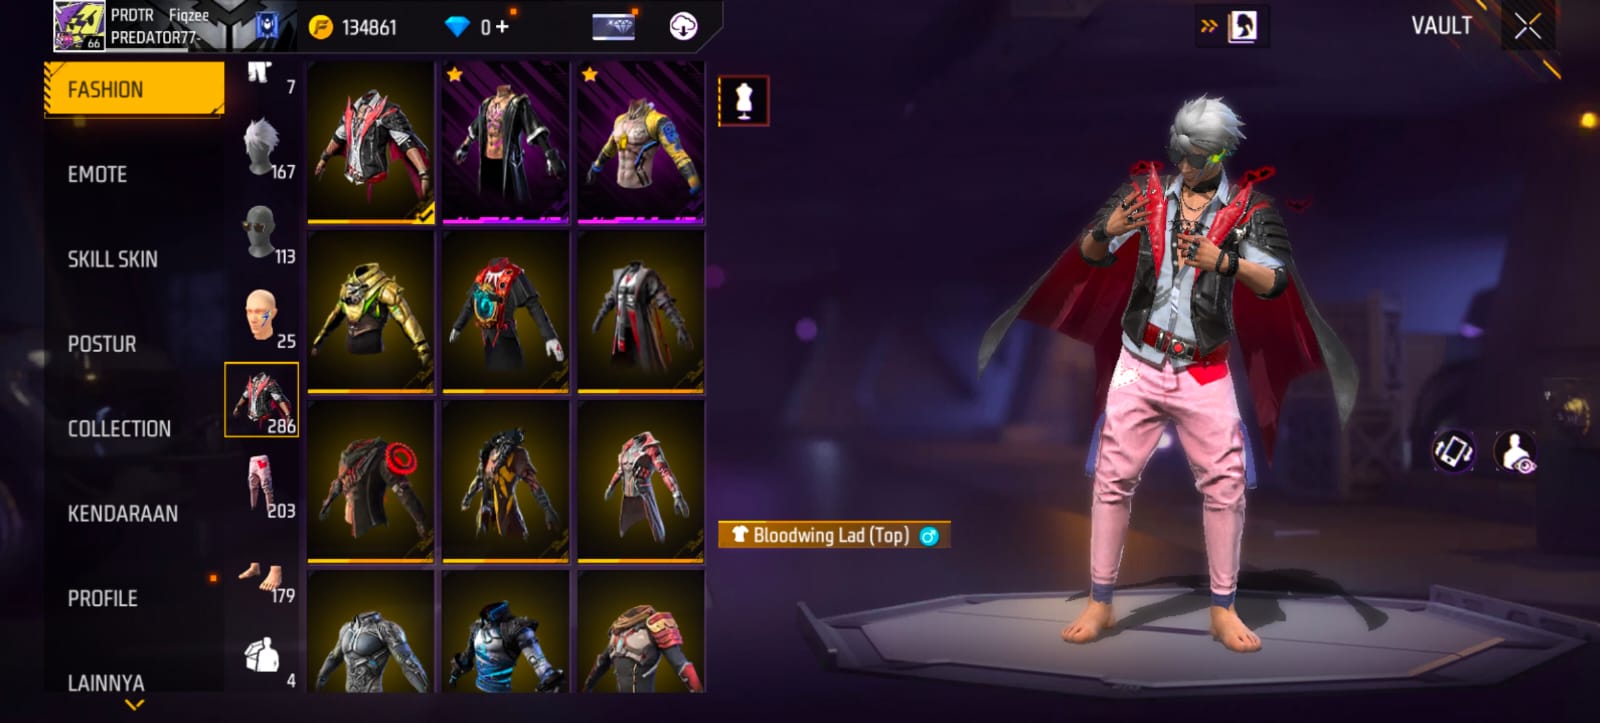 PRDTR Fiqzee
PREDATOR77-
66
134861
0 +
VAULT
FASHION
EMOTE
SKILL SKIN
POSTUR
COLLECTION
KENDARAAN
PROFILE
LAINNYA
7
167
113
25
286
203
179
4
Bloodwing Lad (Top)